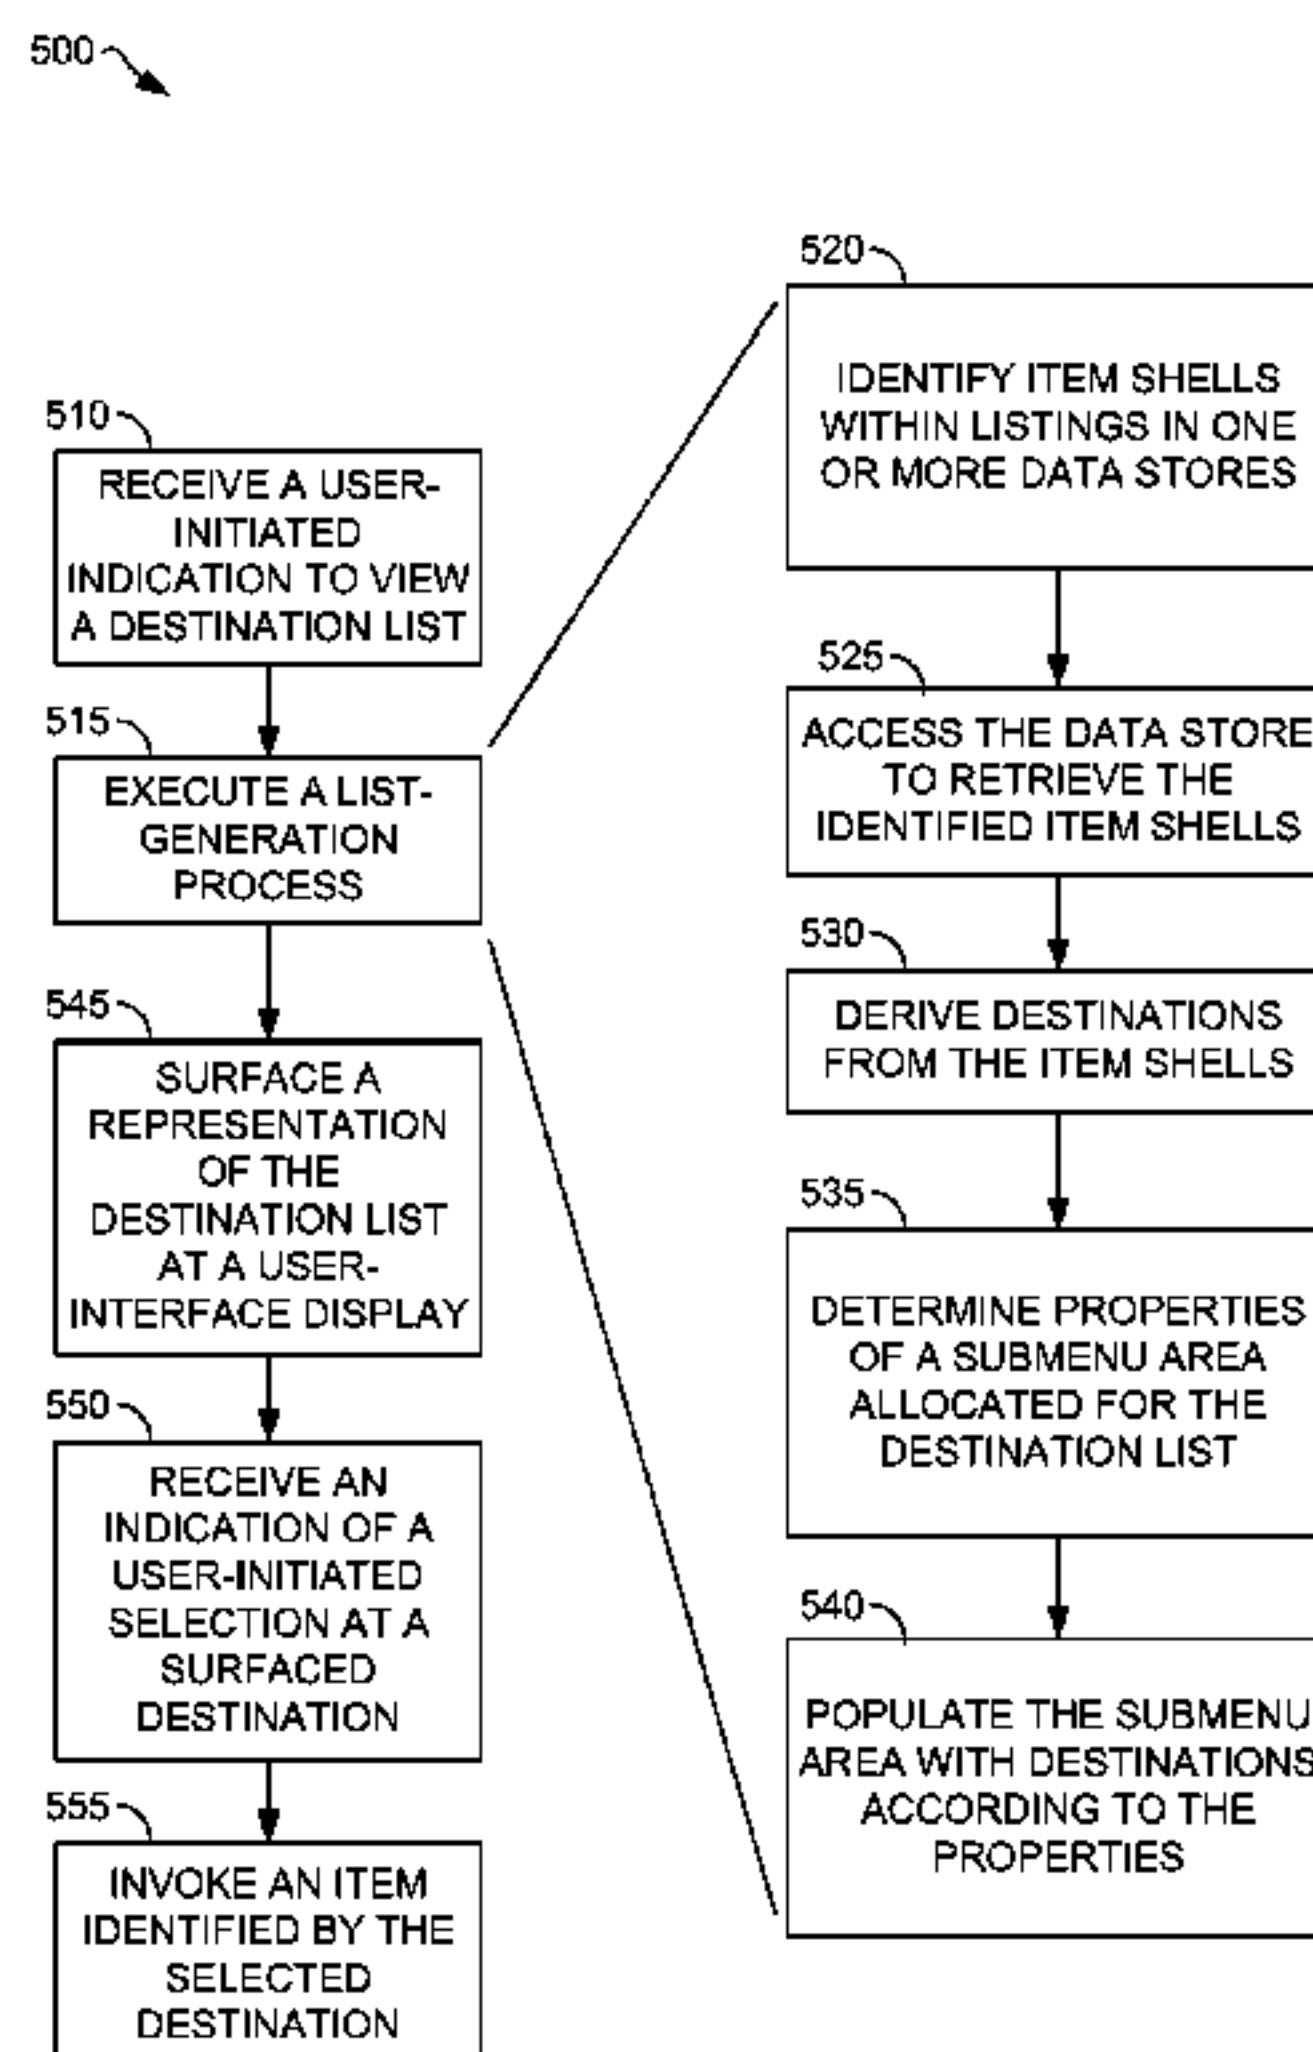 500
510
RECEIVE A USER-
INITIATED
INDICATION TO VIEW
A DESTINATION LIST
515
EXECUTE A LIST-
GENERATION
PROCESS
545
SURFACE A
REPRESENTATION
OF THE
DESTINATION LIST
AT A USER-
INTERFACE DISPLAY
550
RECEIVE AN
INDICATION OF A
USER-INITIATED
SELECTION AT A
SURFACED
DESTINATION
555
INVOKE AN ITEM
IDENTIFIED BY THE
SELECTED
DESTINATION
520
IDENTIFY ITEM SHELLS
WITHIN LISTINGS IN ONE
OR MORE DATA STORES
525
ACCESS THE DATA STORE
TO RETRIEVE THE
IDENTIFIED ITEM SHELLS
530
DERIVE DESTINATIONS
FROM THE ITEM SHELLS
535
DETERMINE PROPERTIES
OF A SUBMENU AREA
ALLOCATED FOR THE
DESTINATION LIST
540
POPULATE THE SUBMENU
AREA WITH DESTINATIONS
ACCORDING TO THE
PROPERTIES